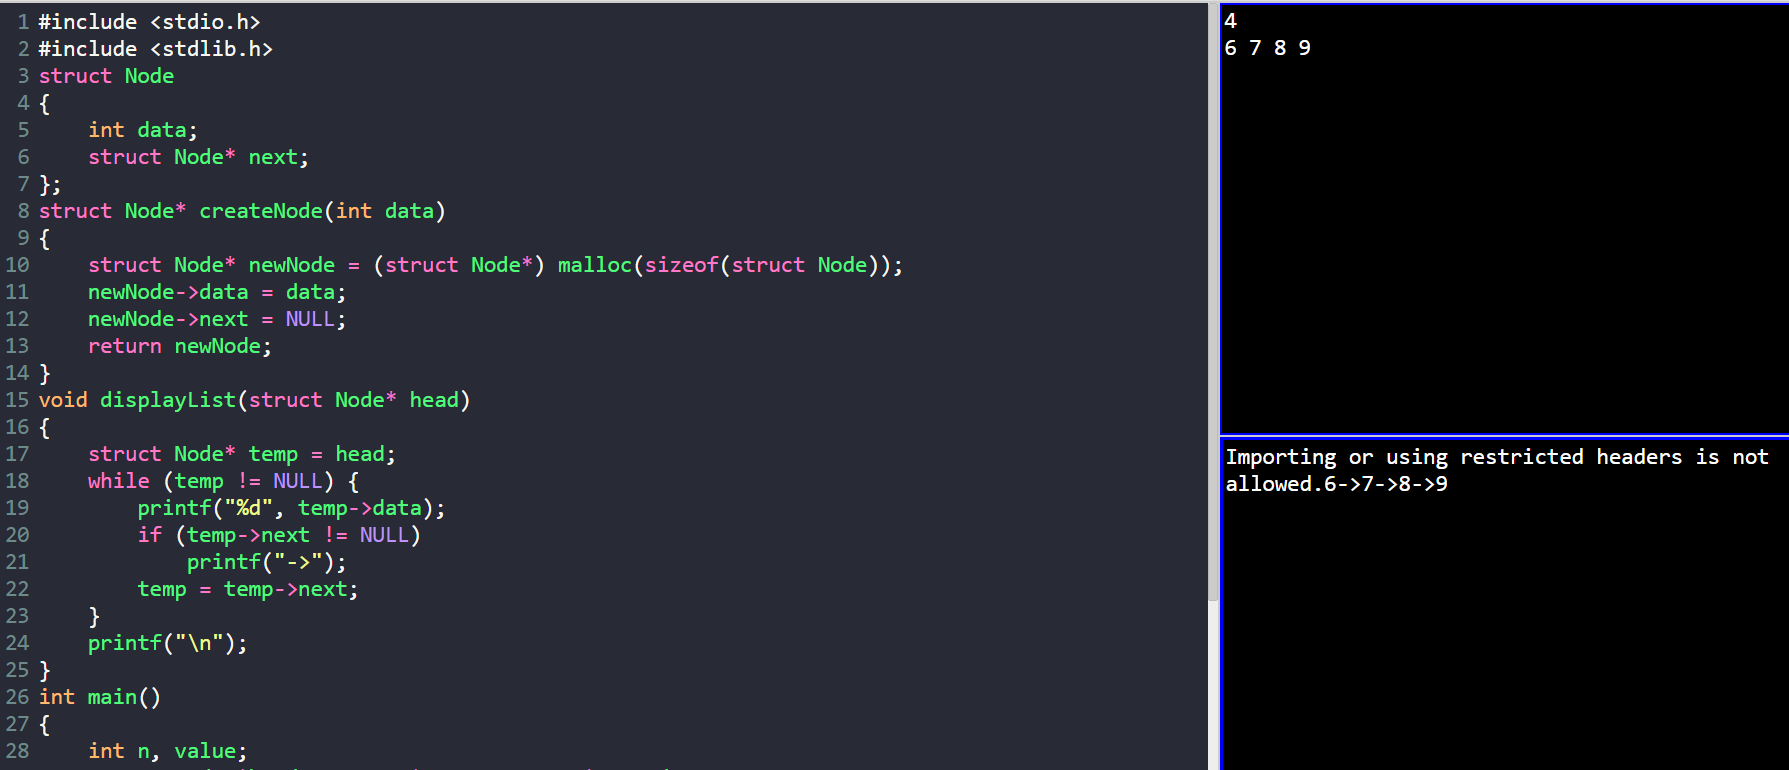 1 #include <stdio.h>
2 #include <stdlib.h>
3 struct Node
4 {
5     int data;
6     struct Node* next;
7 };
8 struct Node* createNode(int data)
9 {
10     struct Node* newNode = (struct Node*) malloc(sizeof(struct Node));
11     newNode->data = data;
12     newNode->next = NULL;
13     return newNode;
14 }
15 void displayList(struct Node* head)
16 {
17     struct Node* temp = head;
18     while (temp != NULL) {
19         printf("%d", temp->data);
20         if (temp->next != NULL)
21             printf("->");
22         temp = temp->next;
23     }
24     printf("\n");
25 }
26 int main()
27 {
28     int n, value;
4
6 7 8 9
Importing or using restricted headers is not
allowed.6->7->8->9